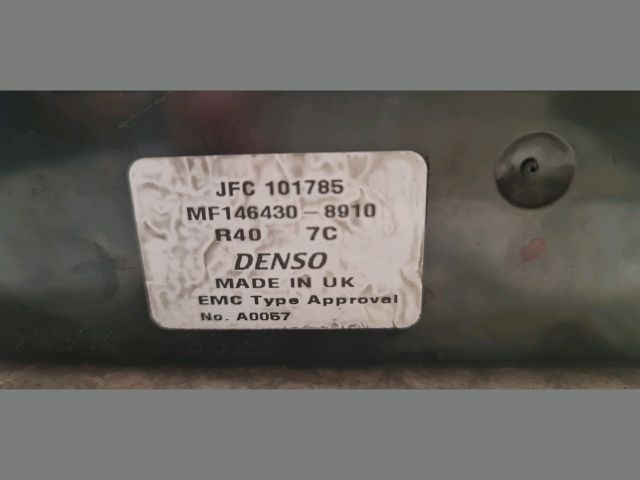 JFC 101785
MF146430-8910
R40 7C
DENSO
MADE IN UK
EMC Type Approval
No. A0057